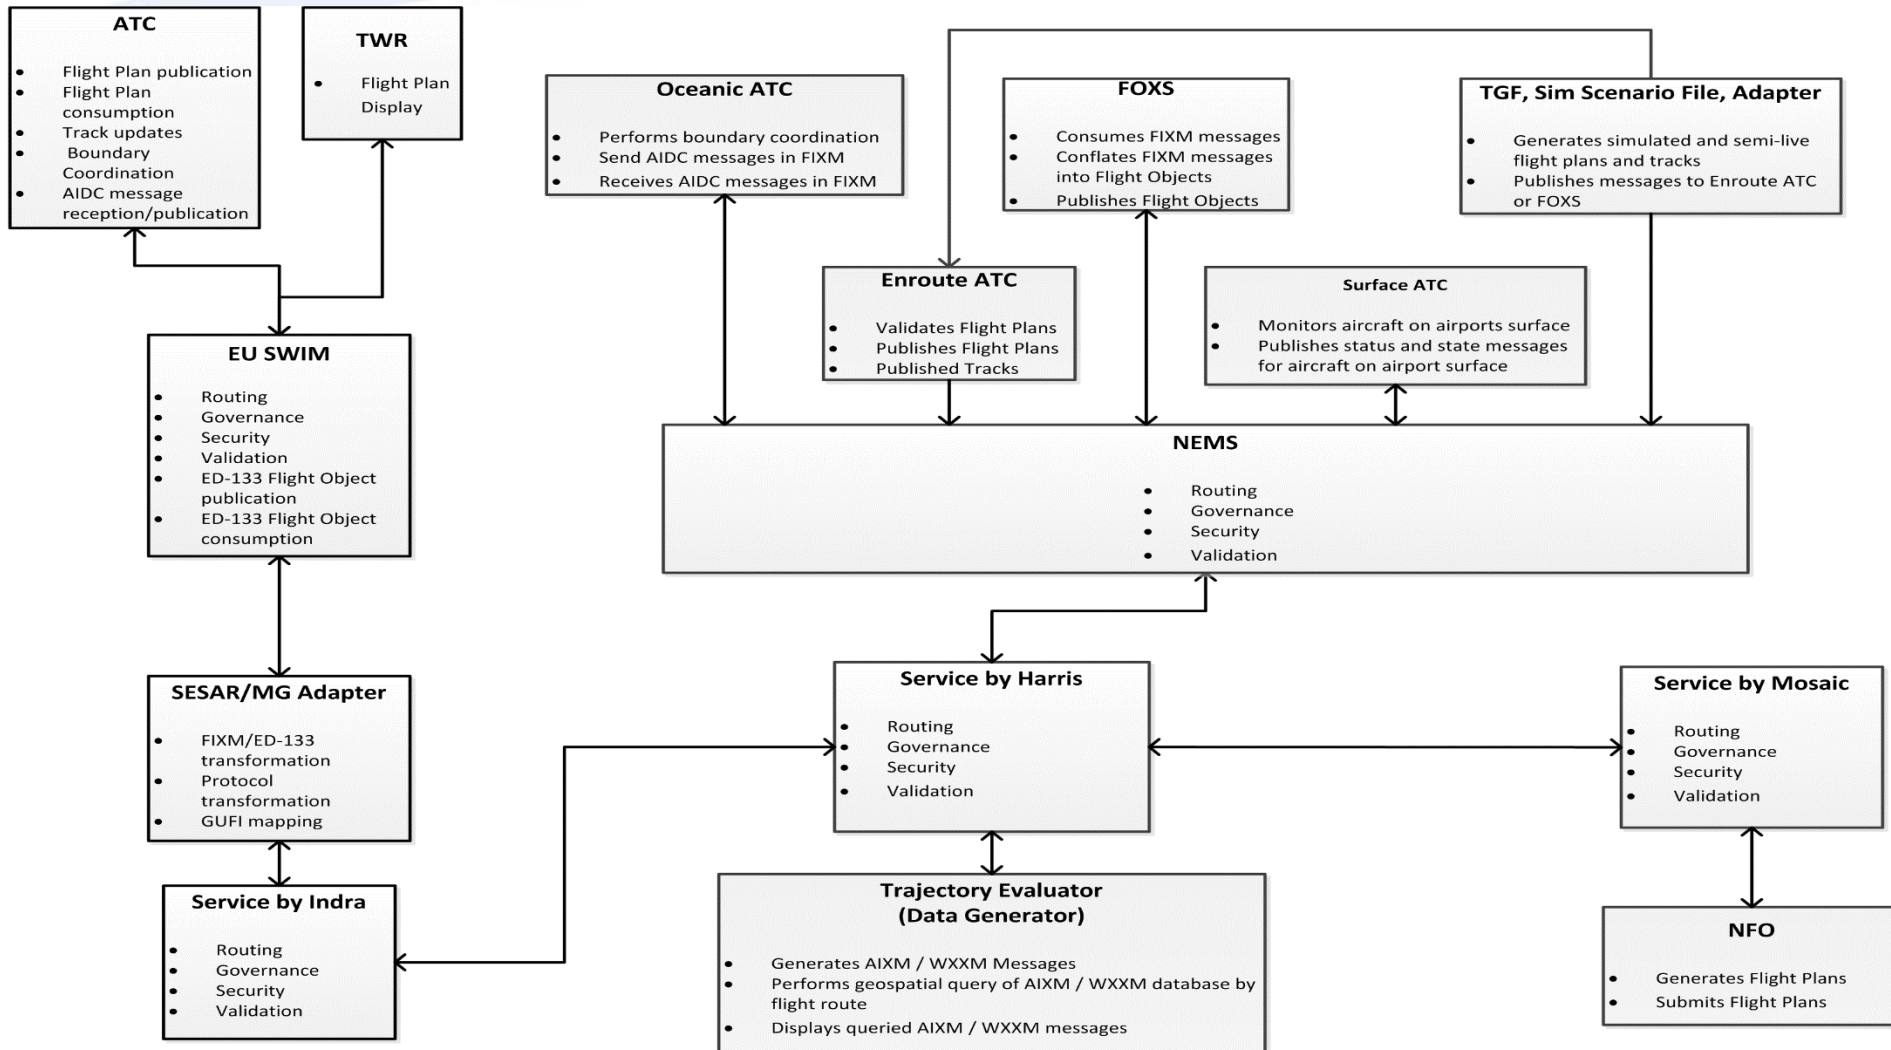 ATC
• Flight Plan publication
• Flight Plan
consumption
• Track updates
• Boundary
Coordination
• AIDC message
reception/publication
TWR
• Flight Plan
Display
Oceanic ATC
• Performs boundary coordination
• Send AIDC messages in FIXM
• Receives AIDC messages in FIXM
FOXS
• Consumes FIXM messages
• Conflates FIXM messages
into Flight Objects
• Publishes Flight Objects
TGF, Sim Scenario File, Adapter
• Generates simulated and semi-live
flight plans and tracks
• Publishes messages to Enroute ATC
or FOXS
Enroute ATC
• Validates Flight Plans
• Publishes Flight Plans
• Published Tracks
Surface ATC
• Monitors aircraft on airports surface
• Publishes status and state messages
for aircraft on airport surface
EU SWIM
• Routing
• Governance
• Security
• Validation
• ED-133 Flight Object
publication
• ED-133 Flight Object
consumption
NEMS
• Routing
• Governance
• Security
• Validation
SESAR/MG Adapter
• FIXM/ED-133
transformation
• Protocol
transformation
• GUFI mapping
Service by Harris
• Routing
• Governance
• Security
• Validation
Service by Mosaic
• Routing
• Governance
• Security
• Validation
Service by Indra
• Routing
• Governance
• Security
• Validation
Trajectory Evaluator
(Data Generator)
• Generates AIXM / WXXM Messages
• Performs geospatial query of AIXM / WXXM database by
flight route
• Displays queried AIXM / WXXM messages
NFO
• Generates Flight Plans
• Submits Flight Plans